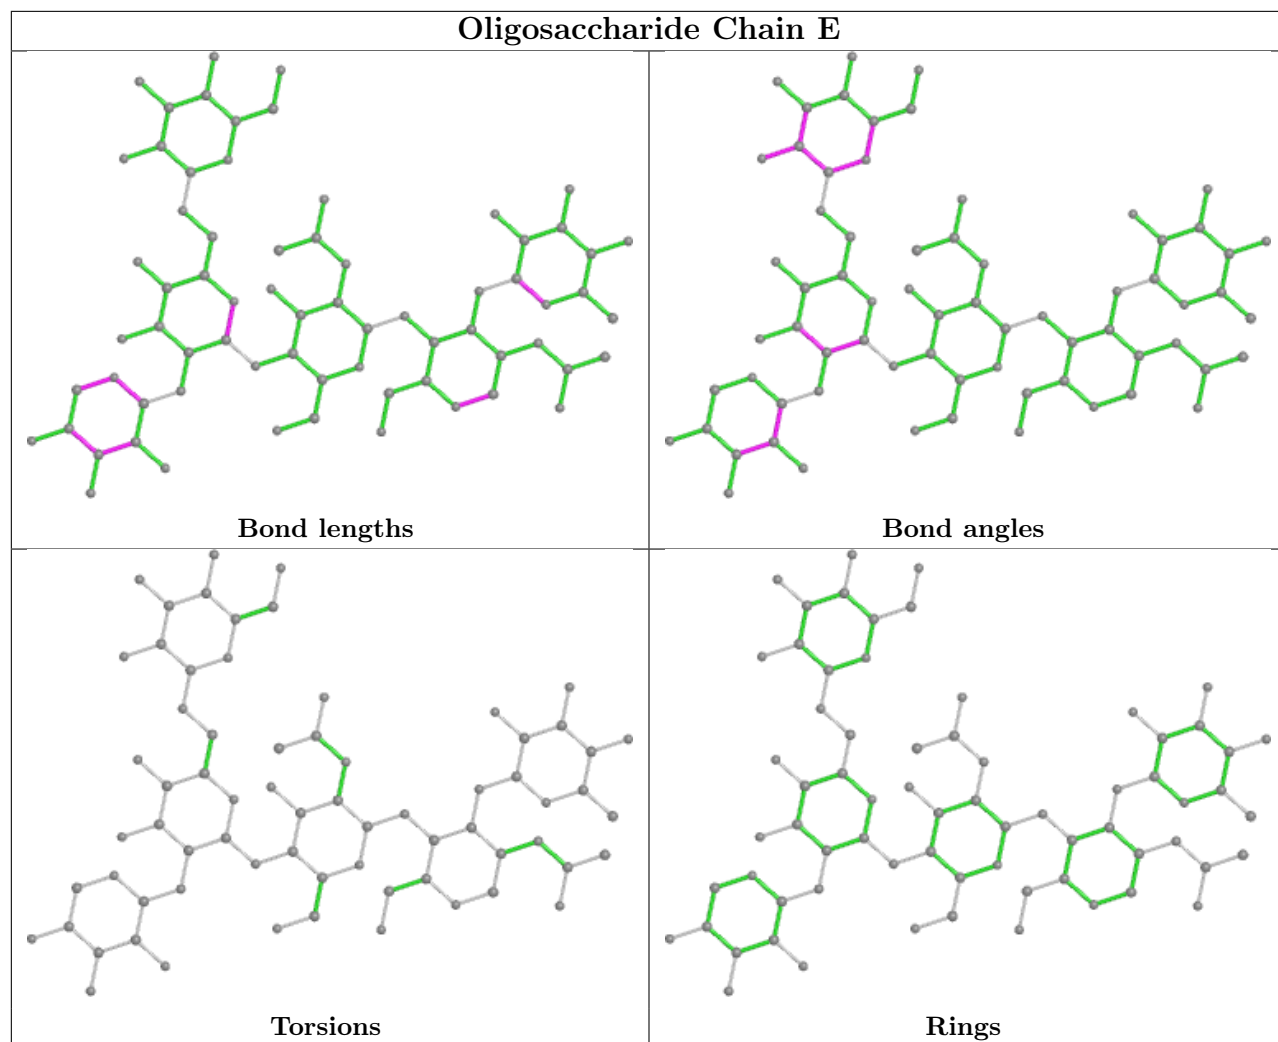 Oligosaccharide Chain E
Bond lengths
Bond angles
Torsions
Rings